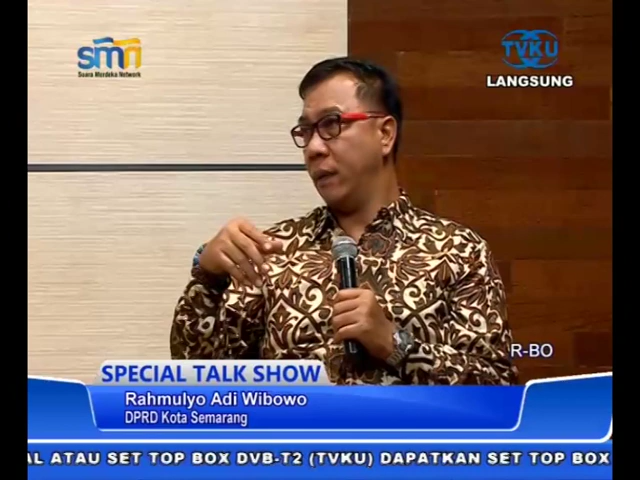 smn
Suara Merdeka Network
TVKU
LANGSUNG
R-BO
SPECIAL TALK SHOW
Rahmulyo Adi Wibowo
DPRD Kota Semarang
AL ATAU SET TOP BOX DVB-T2 (TVKU) DAPATKAN SET TOP BOX